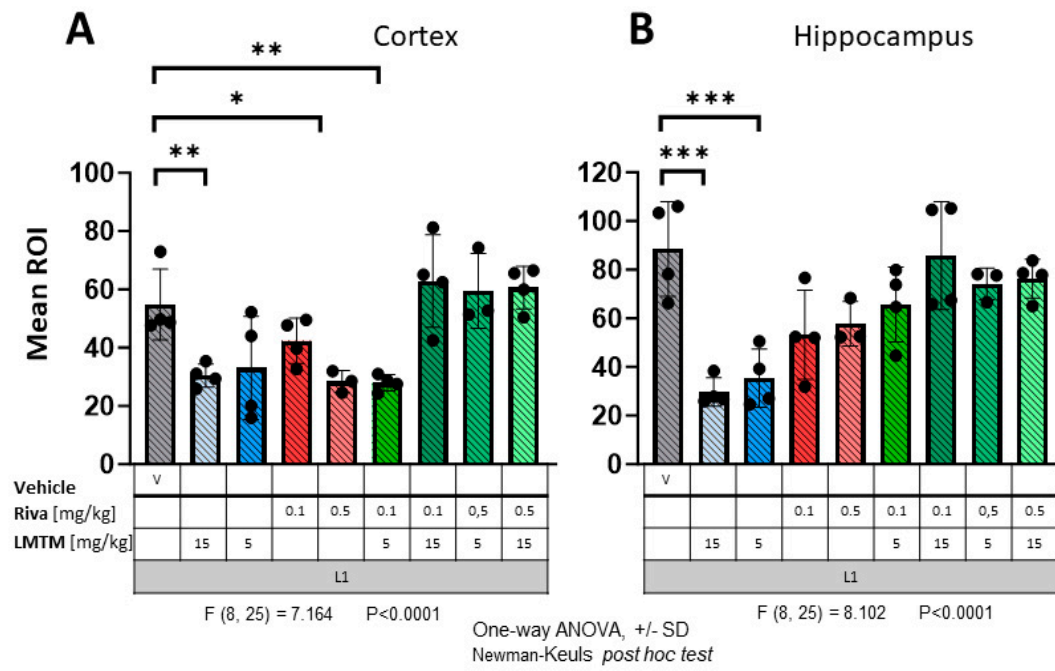 A Cortex
**
*
**
Mean ROI
100
80
60
40
20
0
B Hippocampus
***
***
120
100
80
60
40
20
0
Vehicle V
Riva [mg/kg] 0.1 0.5 0.1 0.1 0,5 0.5
LMTM [mg/kg] 15 5 5 15 5 15
L1
F (8, 25) = 7.164 P<0.0001
V
0.1 0.5 0.1 0.1 0,5 0.5
15 5 5 15 5 15
L1
F (8, 25) = 8.102 P<0.0001
One-way ANOVA, +/- SD
Newman-Keuls post hoc test